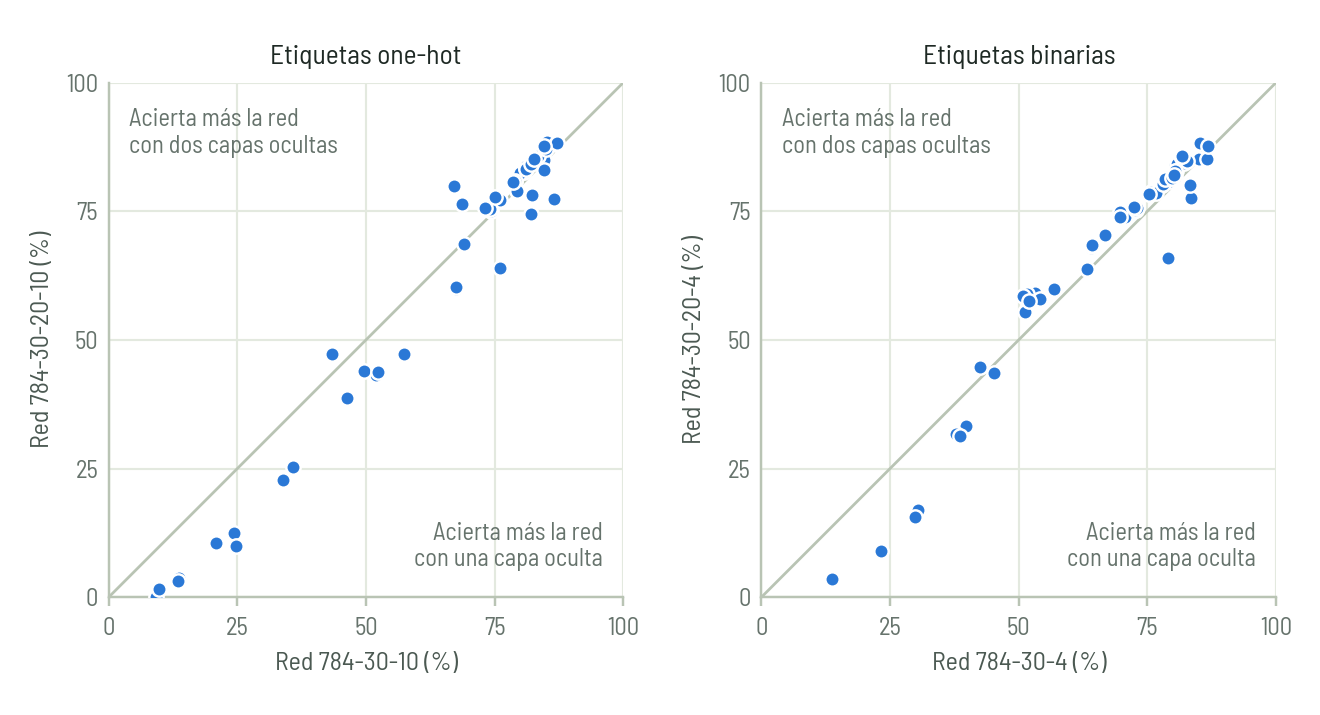 Etiquetas one-hot
100
75
50
25
0
Red 784-30-20-10 (%)
Acierta más la red
con dos capas ocultas
Acierta más la red
con una capa oculta
0
25
50
75
100
Red 784-30-10 (%)
Etiquetas binarias
100
75
50
25
0
Red 784-30-20-4 (%)
Acierta más la red
con dos capas ocultas
Acierta más la red
con una capa oculta
0
25
50
75
100
Red 784-30-4 (%)